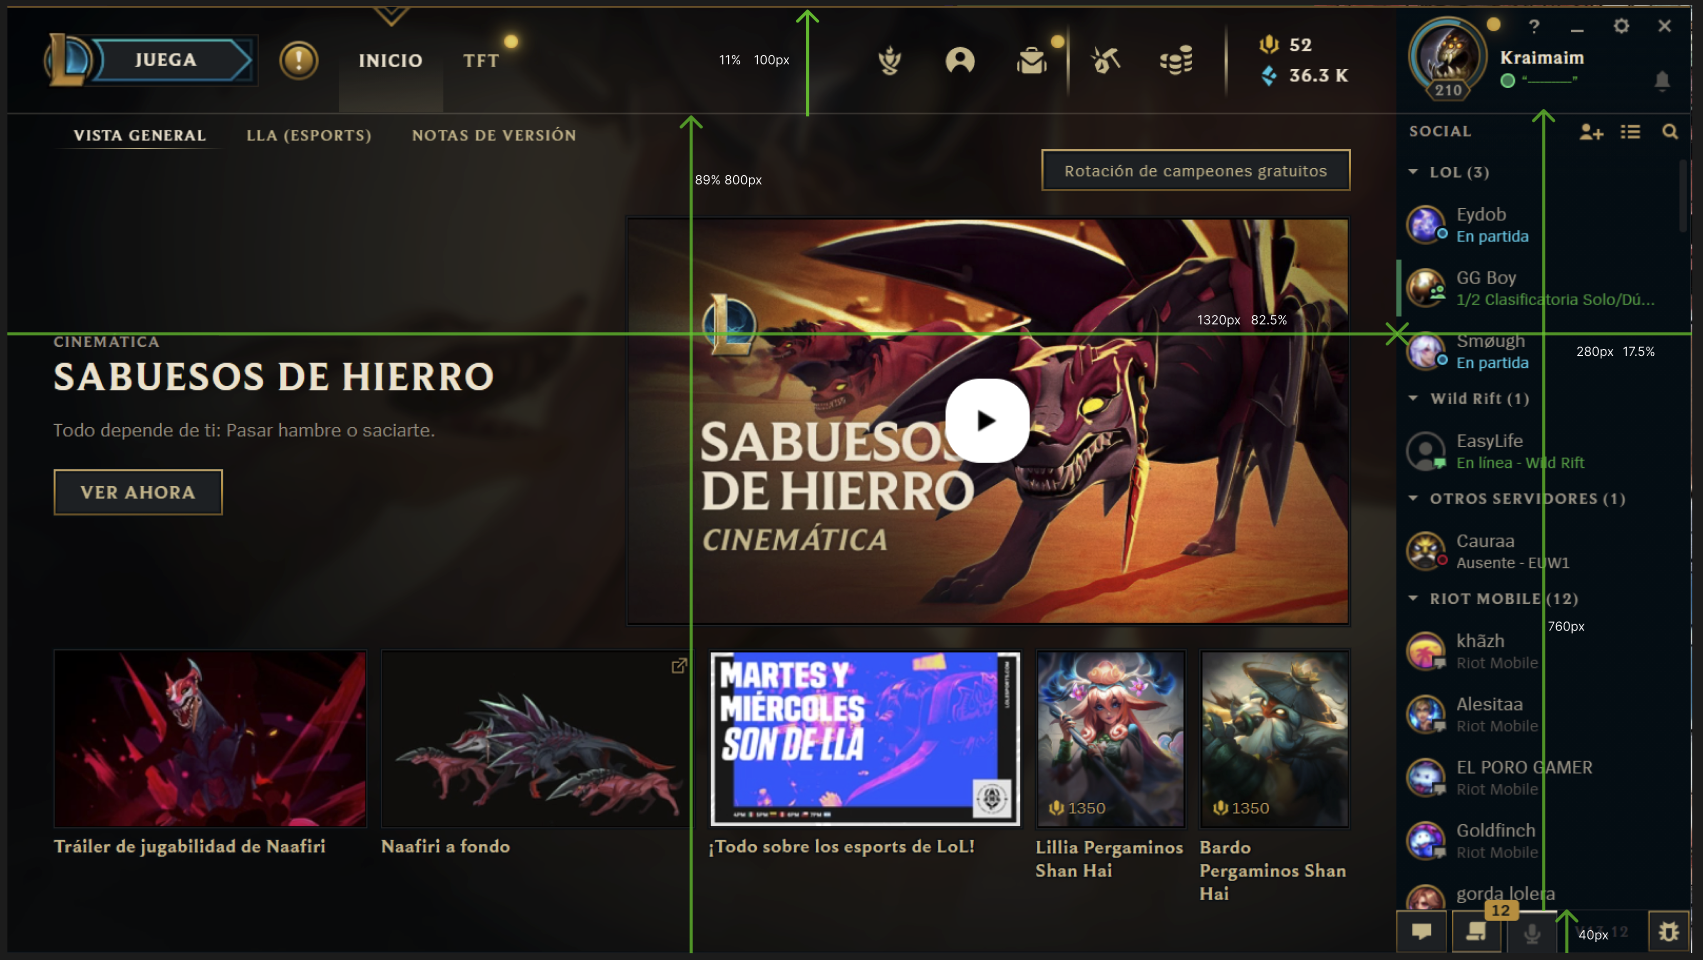 JUEGA
INICIO
TFT
11% 100px
52
36.3 K
?
Kraimaim
210
VISTA GENERAL
LLA (ESPORTS)
NOTAS DE VERSIÓN
89% 800px
Rotación de campeones gratuitos
CINEMÁTICA
SABUESOS DE HIERRO
Todo depende de ti: Pasar hambre o saciarte.
VER AHORA
1320px 82.5%
SABUESOS
DE HIERRO
CINEMÁTICA
Tráiler de jugabilidad de Naafiri
Naafiri a fondo
MARTES Y
MIÉRCOLES
SON DE LLA
¡Todo sobre los esports de LoL!
1350
Lillia Pergaminos
Shan Hai
1350
Bardo
Pergaminos Shan
Hai
SOCIAL
LOL (3)
Eydob
En partida
GG Boy
1/2 Clasificatoria Solo/Dú...
Smøugh
En partida
280px 17.5%
Wild Rift (1)
EasyLife
En línea - Wild Rift
OTROS SERVIDORES (1)
Cauraa
Ausente - EUW1
RIOT MOBILE (12)
760px
khãzh
Riot Mobile
Alesitaa
Riot Mobile
EL PORO GAMER
Riot Mobile
Goldfinch
Riot Mobile
gorda lolera
12
40px